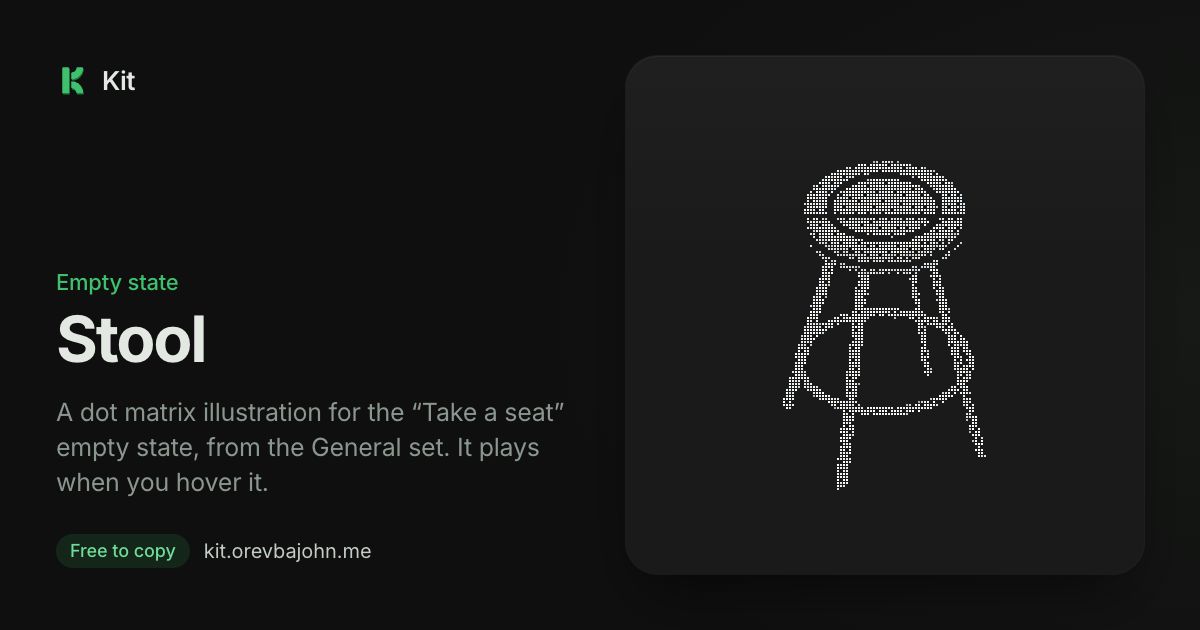 Kit
Empty state
Stool
A dot matrix illustration for the “Take a seat”
empty state, from the General set. It plays
when you hover it.
Free to copy
kit.orevbajohn.me